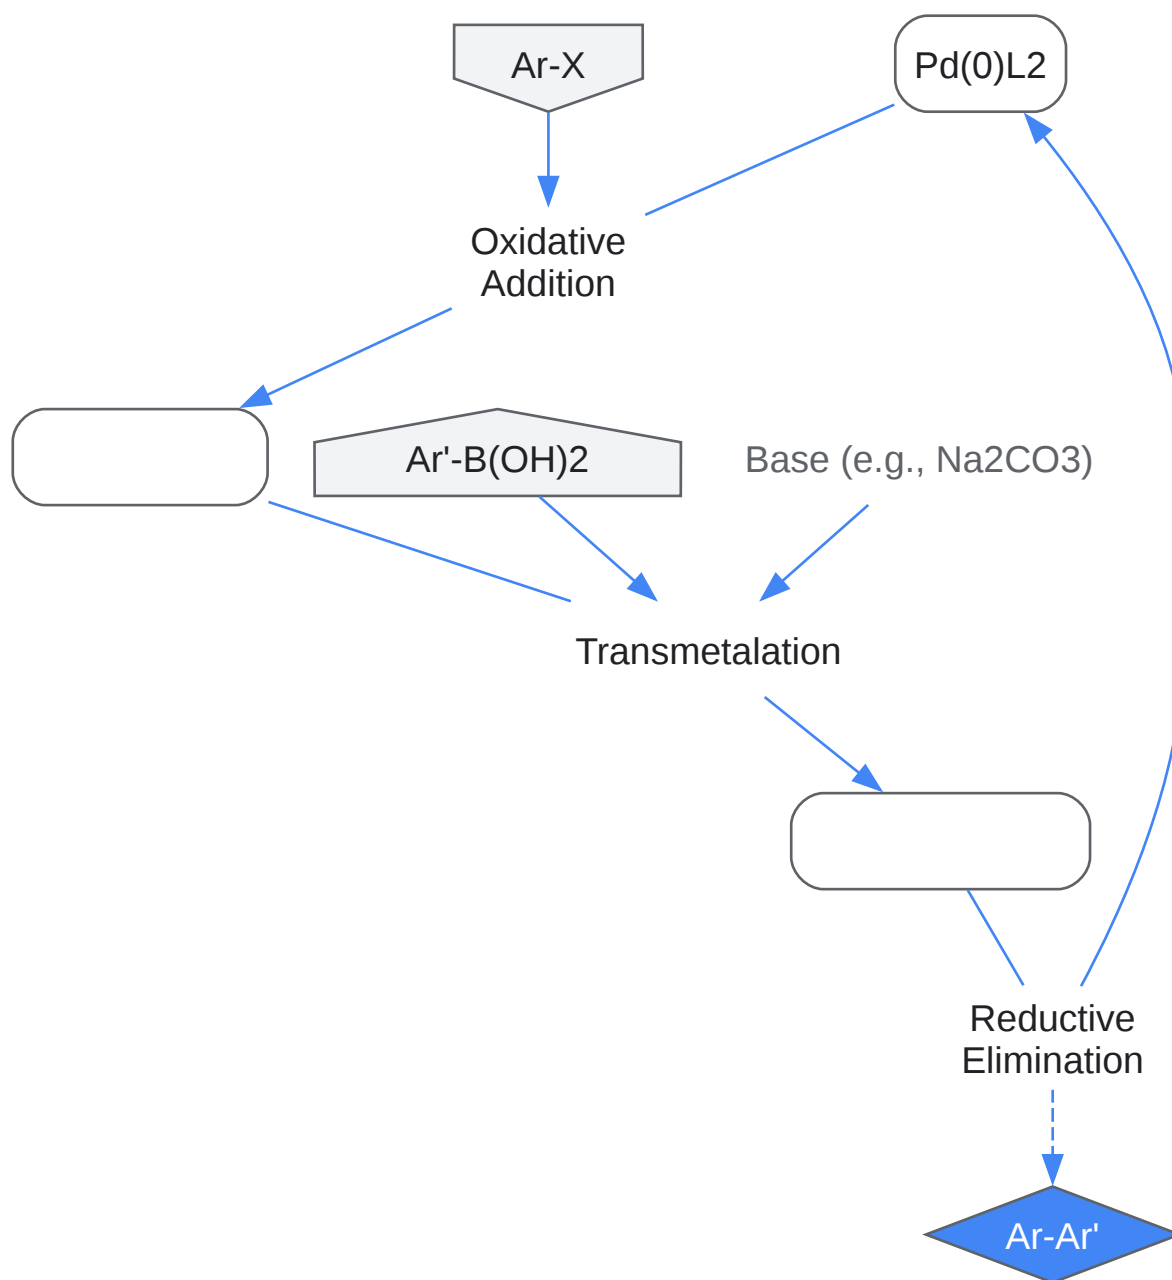 Ar-X
Pd(0)L2
Oxidative
Addition
Ar'-B(OH)2
Base (e.g., Na2CO3)
Transmetalation
Reductive
Elimination
Ar-Ar'